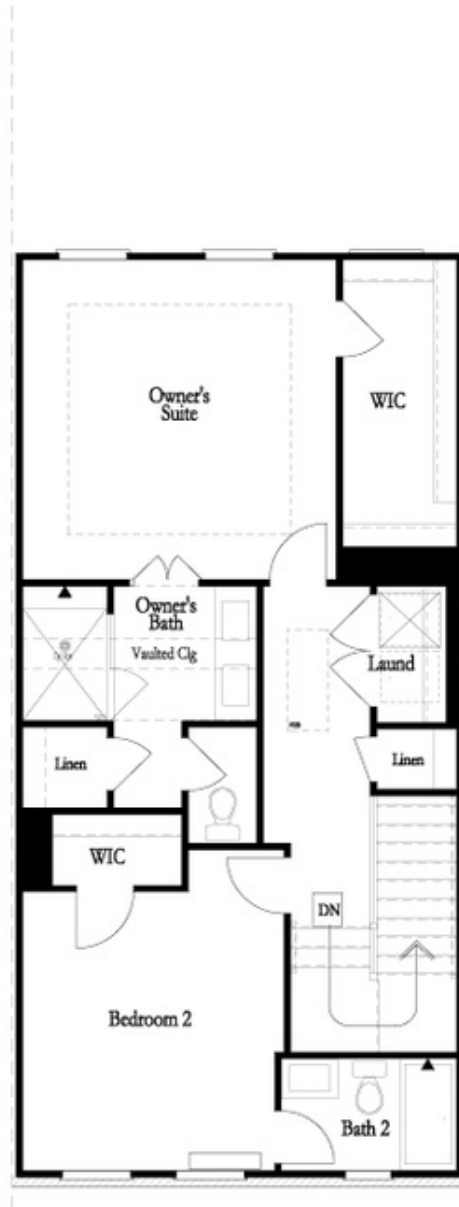 Owner's
Suite
WIC
Owner's
Bath
Vaulted Clg
Laund
Linen
Linen
WIC
DN
Bedroom 2
Bath 2